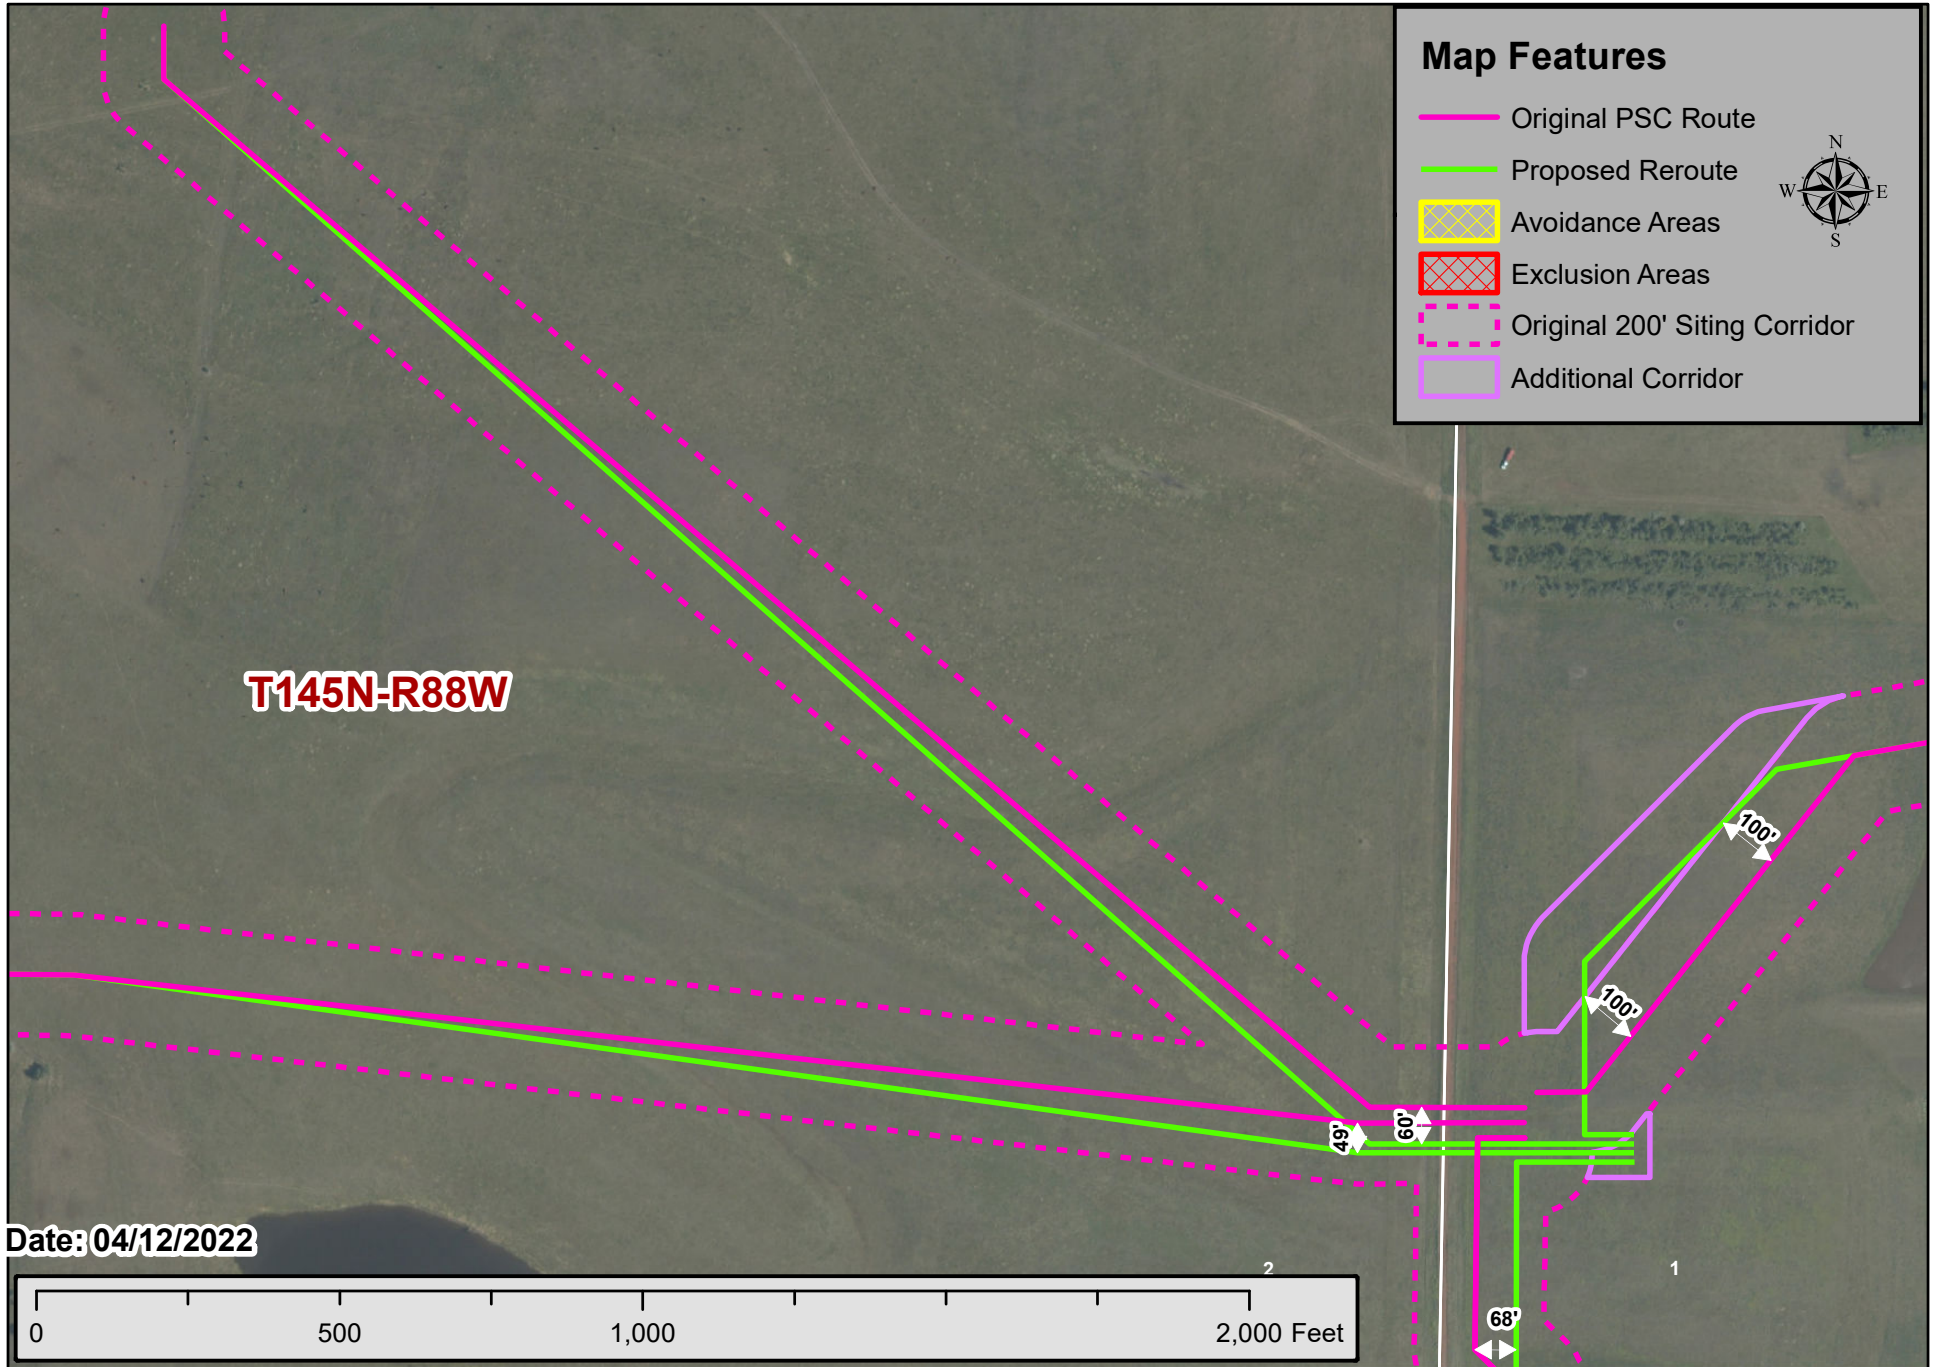 Map Features
Original PSC Route
Proposed Reroute
Avoidance Areas
Exclusion Areas
Original 200' Siting Corridor
Additional Corridor
N
W E
S
T145N-R88W
100'
100'
49'
60'
68'
2
1
Date: 04/12/2022
0 500 1,000 2,000 Feet